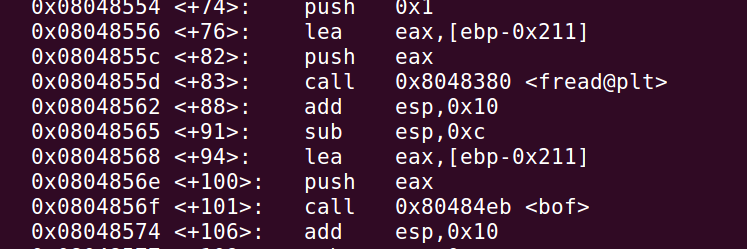 0x08048554 <+74>: push 0x1
0x08048556 <+76>: lea eax,[ebp-0x211]
0x0804855c <+82>: push eax
0x0804855d <+83>: call 0x8048380 <fread@plt>
0x08048562 <+88>: add esp,0x10
0x08048565 <+91>: sub esp,0xc
0x08048568 <+94>: lea eax,[ebp-0x211]
0x0804856e <+100>: push eax
0x0804856f <+101>: call 0x80484eb <bof>
0x08048574 <+106>: add esp,0x10